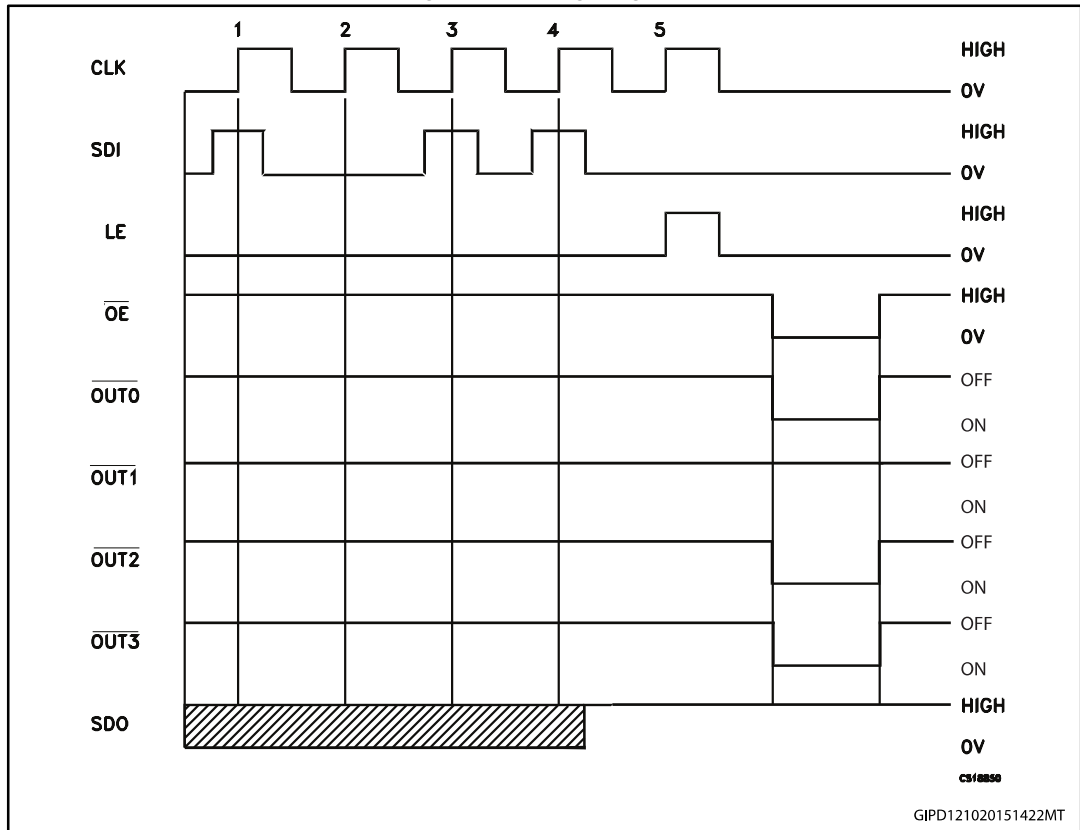 1 2 3 4 5
CLK HIGH
0V
SDI HIGH
0V
LE HIGH
0V
OE HIGH
0V
OUT0 OFF
ON
OUT1 OFF
ON
OUT2 OFF
ON
OUT3 OFF
ON
SDO HIGH
0V
CS18850
GIPD121020151422MT